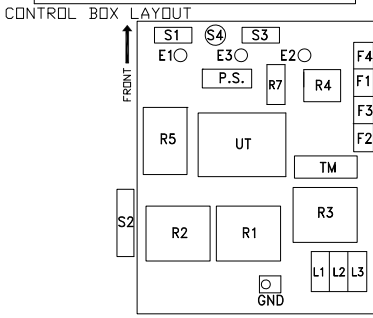 CONTROL BOX LAYOUT
S1 S4 S3
E1 E3 E2 F4
FRONT P.S. R7 R4 F1
F3
R5 UT F2
TM
S2 R2 R1 R3
L1 L2 L3
GND